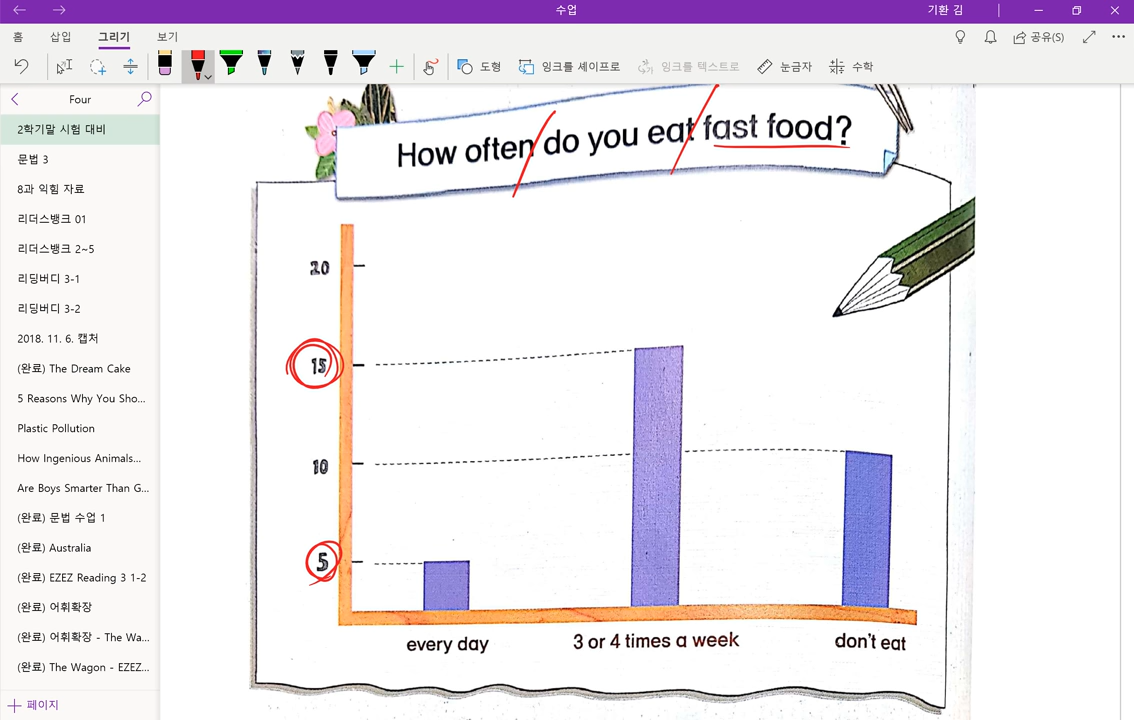 수업
기환 김
홈 삽입 그리기 보기
공유(S)
도형 잉크를 셰이프로 잉크를 텍스트로 눈금자 수학
Four
2학기말 시험 대비
문법 3
8과 익힘 자료
리더스뱅크 01
리더스뱅크 2~5
리딩버디 3-1
리딩버디 3-2
2018. 11. 6. 캡처
(완료) The Dream Cake
5 Reasons Why You Sho...
Plastic Pollution
How Ingenious Animals...
Are Boys Smarter Than G...
(완료) 문법 수업 1
(완료) Australia
(완료) EZEZ Reading 3 1-2
(완료) 어휘확장
(완료) 어휘확장 - The Wa...
(완료) The Wagon - EZEZ...
페이지
How often do you eat fast food?
20
15
10
5
every day 3 or 4 times a week don't eat